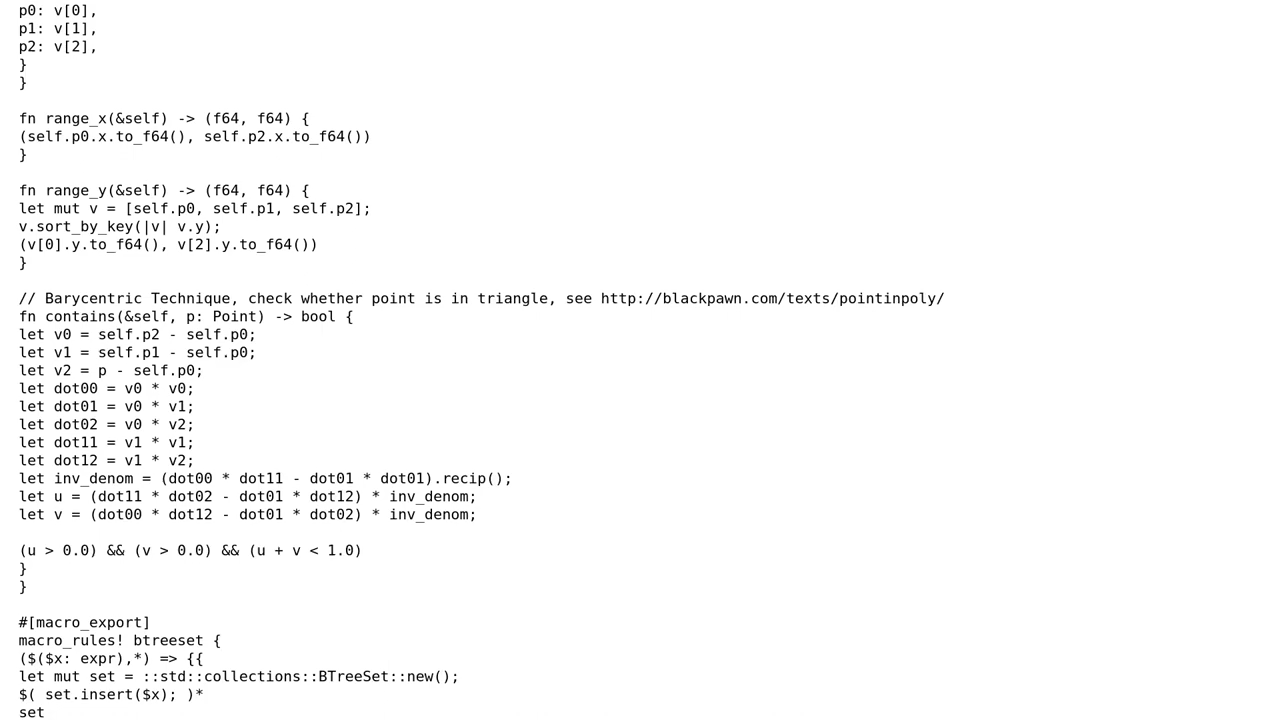 p0: v[0],
p1: v[1],
p2: v[2],
}
}

fn range_x(&self) -> (f64, f64) {
(self.p0.x.to_f64(), self.p2.x.to_f64())
}

fn range_y(&self) -> (f64, f64) {
let mut v = [self.p0, self.p1, self.p2];
v.sort_by_key(|v| v.y);
(v[0].y.to_f64(), v[2].y.to_f64())
}

// Barycentric Technique, check whether point is in triangle, see http://blackpawn.com/texts/pointinpoly/
fn contains(&self, p: Point) -> bool {
let v0 = self.p2 - self.p0;
let v1 = self.p1 - self.p0;
let v2 = p - self.p0;
let dot00 = v0 * v0;
let dot01 = v0 * v1;
let dot02 = v0 * v2;
let dot11 = v1 * v1;
let dot12 = v1 * v2;
let inv_denom = (dot00 * dot11 - dot01 * dot01).recip();
let u = (dot11 * dot02 - dot01 * dot12) * inv_denom;
let v = (dot00 * dot12 - dot01 * dot02) * inv_denom;

(u > 0.0) && (v > 0.0) && (u + v < 1.0)
}
}

#[macro_export]
macro_rules! btreeset {
($($x: expr),*) => {{
let mut set = ::std::collections::BTreeSet::new();
$( set.insert($x); )*
set